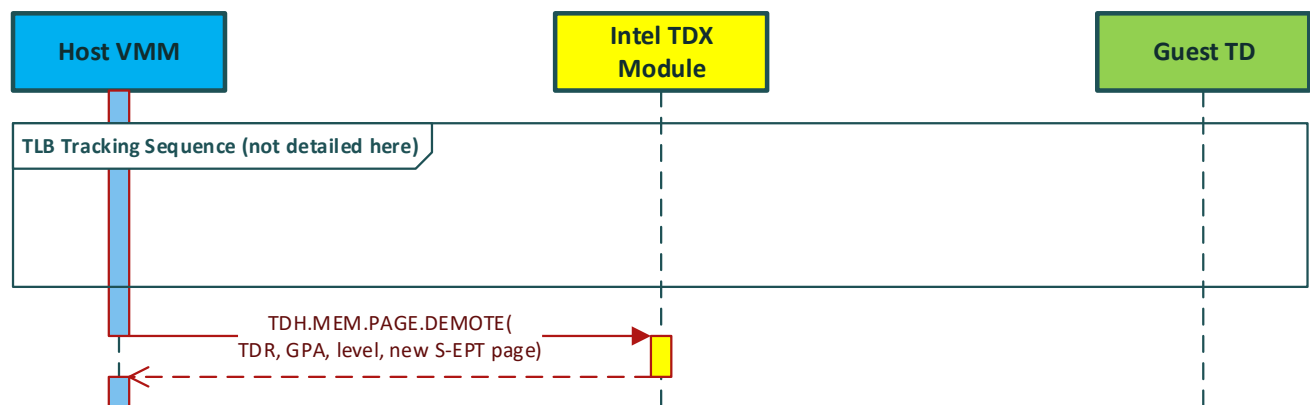 Host VMM
Intel TDX
Module
Guest TD
TLB Tracking Sequence (not detailed here)
TDH.MEM.PAGE.DEMOTE(
TDR, GPA, level, new S-EPT page)